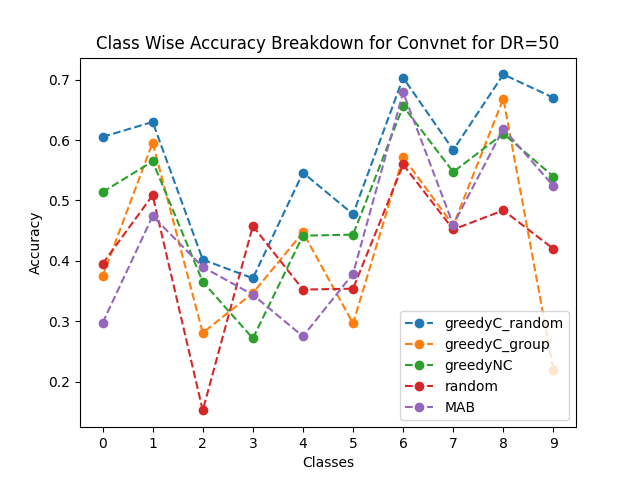 Class Wise Accuracy Breakdown for Convnet for DR=50
Accuracy
0.7
0.6
0.5
0.4
0.3
0.2
greedyC_random
greedyC_group
greedyNC
random
MAB
0 1 2 3 4 5 6 7 8 9
Classes